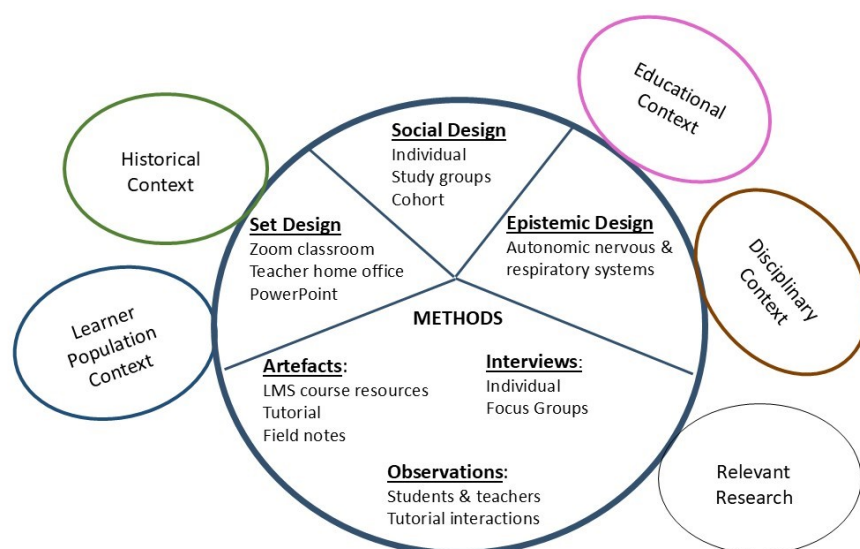 Educational
Context
Historical
Context
Social Design
Individual
Study groups
Cohort
Set Design
Zoom classroom
Teacher home office
PowerPoint
Epistemic Design
Autonomic nervous &
respiratory systems
Disciplinary
Context
Learner
Population
Context
METHODS
Artefacts:
LMS course resources
Tutorial
Field notes
Interviews:
Individual
Focus Groups
Observations:
Students & teachers
Tutorial interactions
Relevant
Research